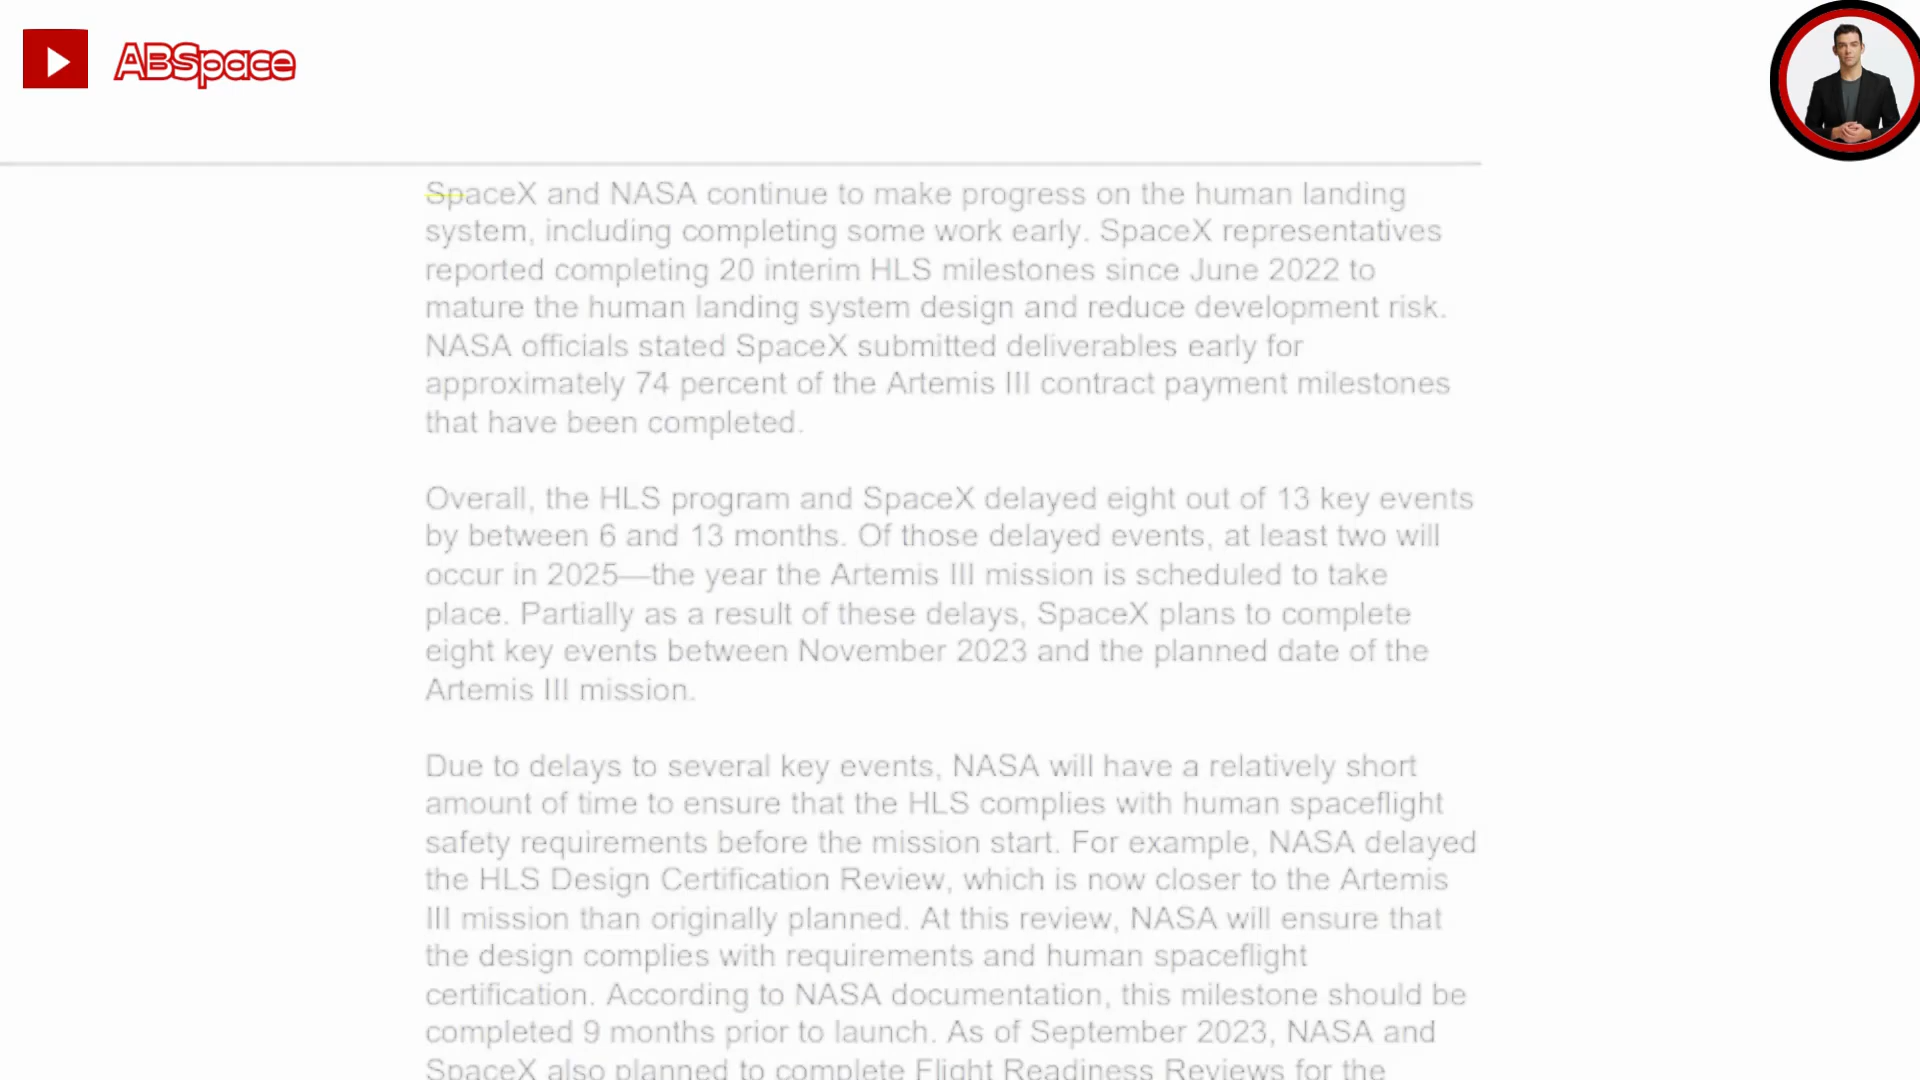 ABSpace
SpaceX and NASA continue to make progress on the human landing
system, including completing some work early. SpaceX representatives
reported completing 20 interim HLS milestones since June 2022 to
mature the human landing system design and reduce development risk.
NASA officials stated SpaceX submitted deliverables early for
approximately 74 percent of the Artemis III contract payment milestones
that have been completed.
Overall, the HLS program and SpaceX delayed eight out of 13 key events
by between 6 and 13 months. Of those delayed events, at least two will
occur in 2025—the year the Artemis III mission is scheduled to take
place. Partially as a result of these delays, SpaceX plans to complete
eight key events between November 2023 and the planned date of the
Artemis III mission.
Due to delays to several key events, NASA will have a relatively short
amount of time to ensure that the HLS complies with human spaceflight
safety requirements before the mission start. For example, NASA delayed
the HLS Design Certification Review, which is now closer to the Artemis
III mission than originally planned. At this review, NASA will ensure that
the design complies with requirements and human spaceflight
certification. According to NASA documentation, this milestone should be
completed 9 months prior to launch. As of September 2023, NASA and
SpaceX also planned to complete Flight Readiness Reviews for the